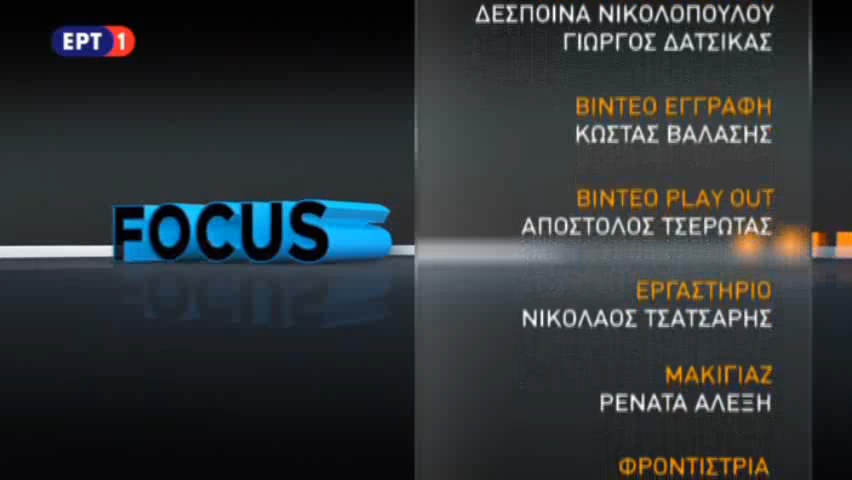 ΕΡΤ 1
ΔΕΣΠΟΙΝΑ ΝΙΚΟΛΟΠΟΥΛΟΥ
ΓΙΩΡΓΟΣ ΔΑΤΣΙΚΑΣ
ΒΙΝΤΕΟ ΕΓΓΡΑΦΗ
ΚΩΣΤΑΣ ΒΑΛΑΣΗΣ
ΒΙΝΤΕΟ PLAY OUT
ΑΠΟΣΤΟΛΟΣ ΤΣΕΡΩΤΑΣ
FOCUS
ΕΡΓΑΣΤΗΡΙΟ
ΝΙΚΟΛΑΟΣ ΤΣΑΤΣΑΡΗΣ
ΜΑΚΙΓΙΑΖ
ΡΕΝΑΤΑ ΑΛΕΞΗ
ΦΡΟΝΤΙΣΤΡΙΑ